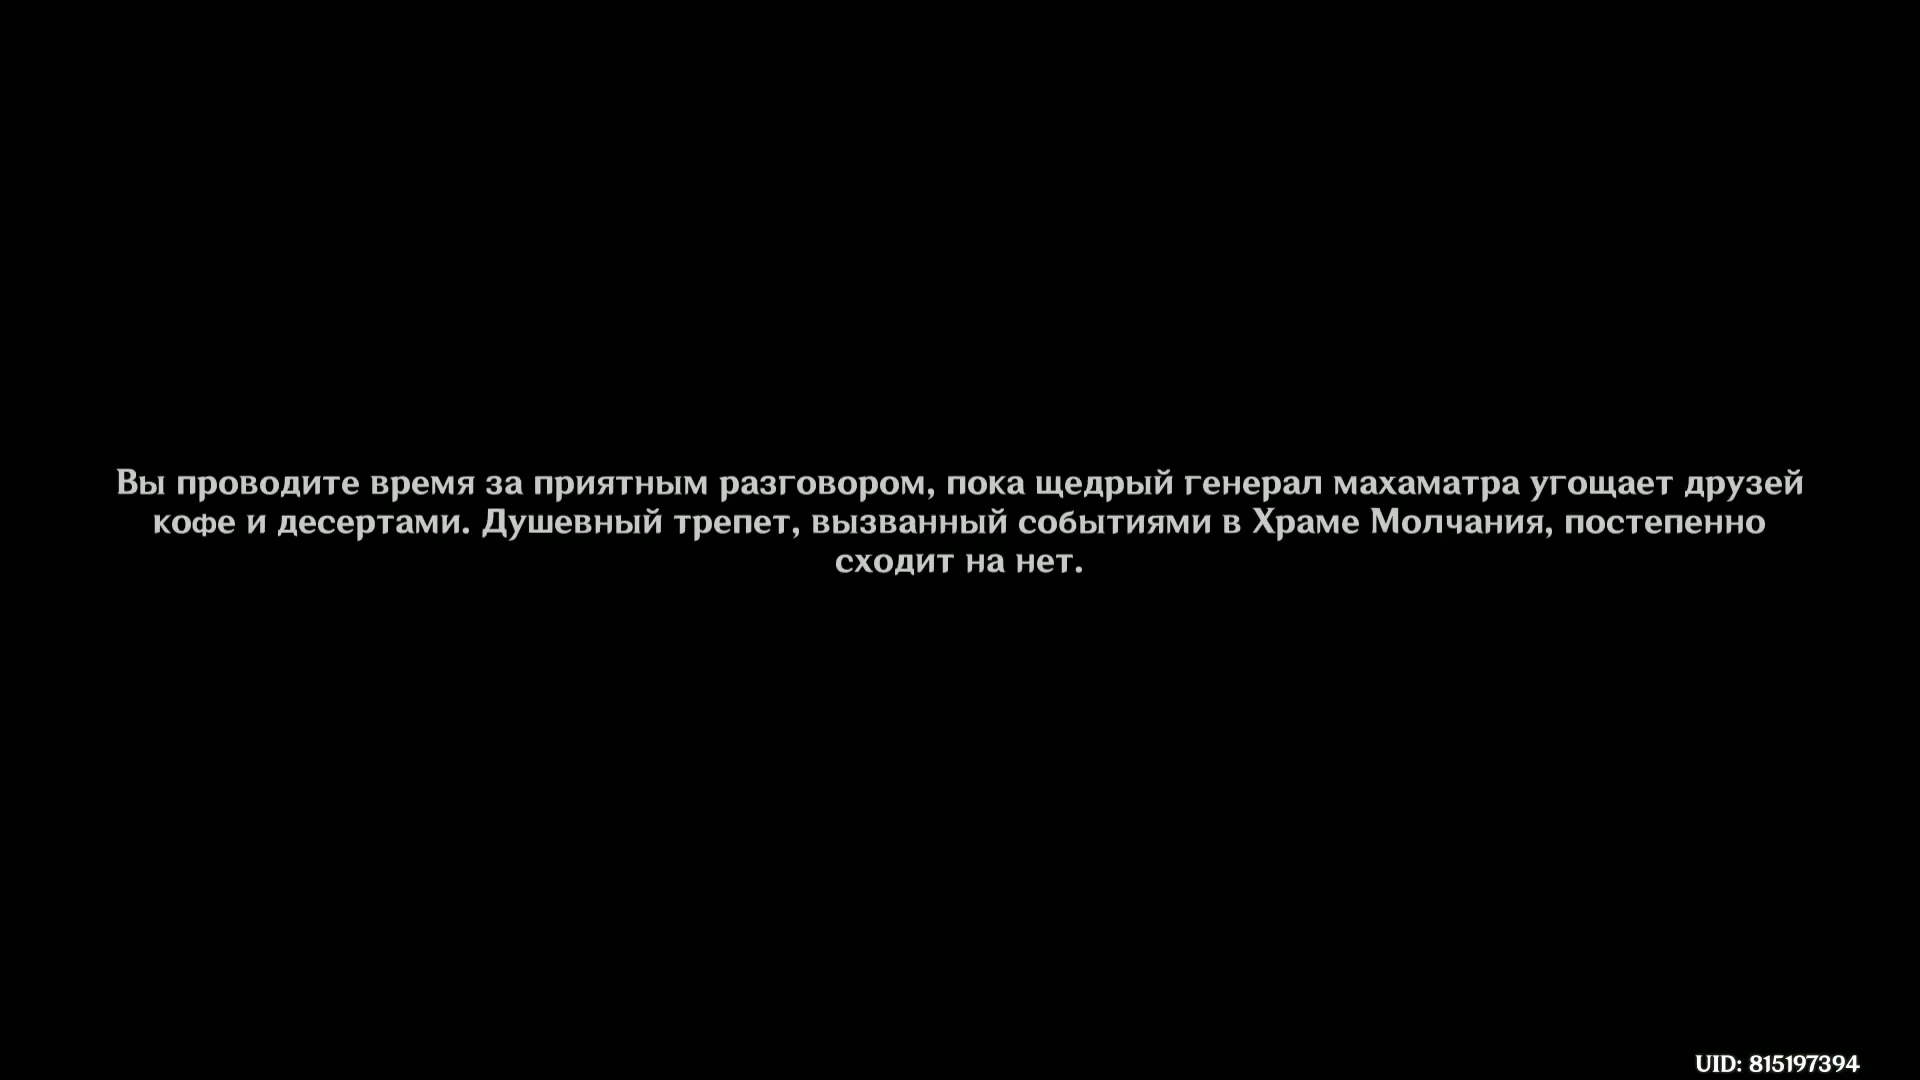 Вы проводите время за приятным разговором, пока щедрый генерал махаматра угощает друзей
кофе и десертами. Душевный трепет, вызванный событиями в Храме Молчания, постепенно
сходит на нет.
UID: 815197394